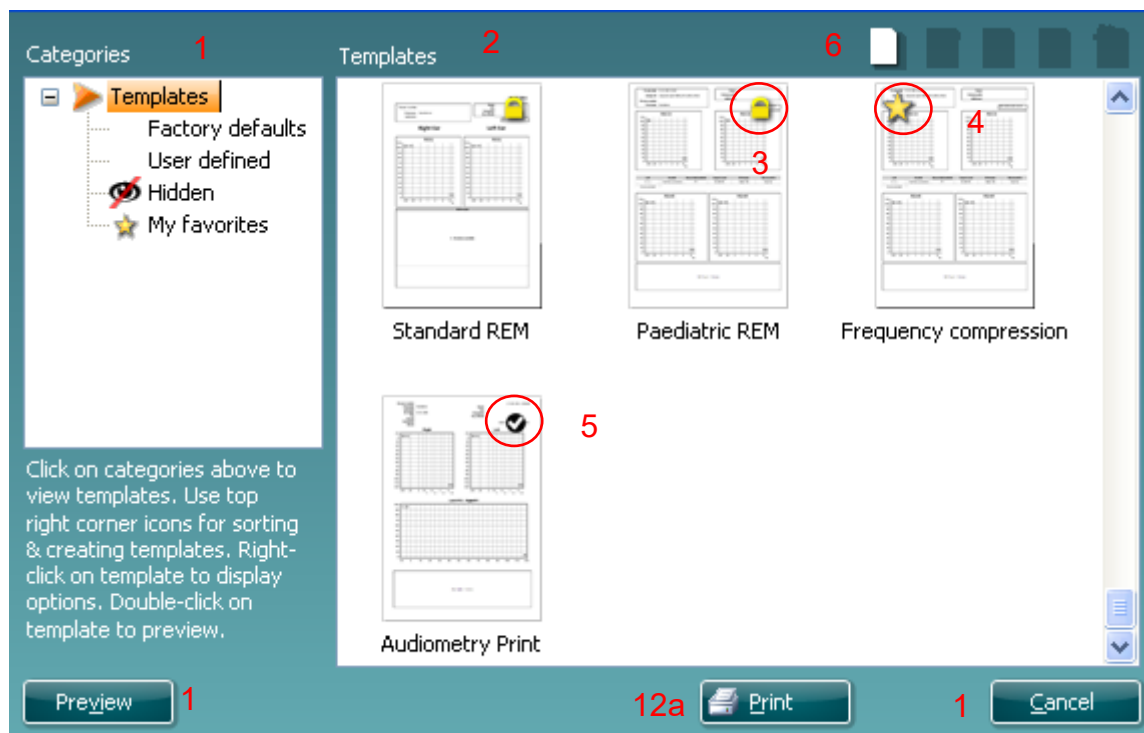 Categories 1
Templates 2
6
Templates
Factory defaults
User defined
Hidden
My favorites
3
4
Standard REM
Paediatric REM
Frequency compression
5
Audiometry Print
Click on categories above to
view templates. Use top
right corner icons for sorting
& creating templates. Right-
click on template to display
options. Double-click on
template to preview.
Preview 1
12a Print
1 Cancel